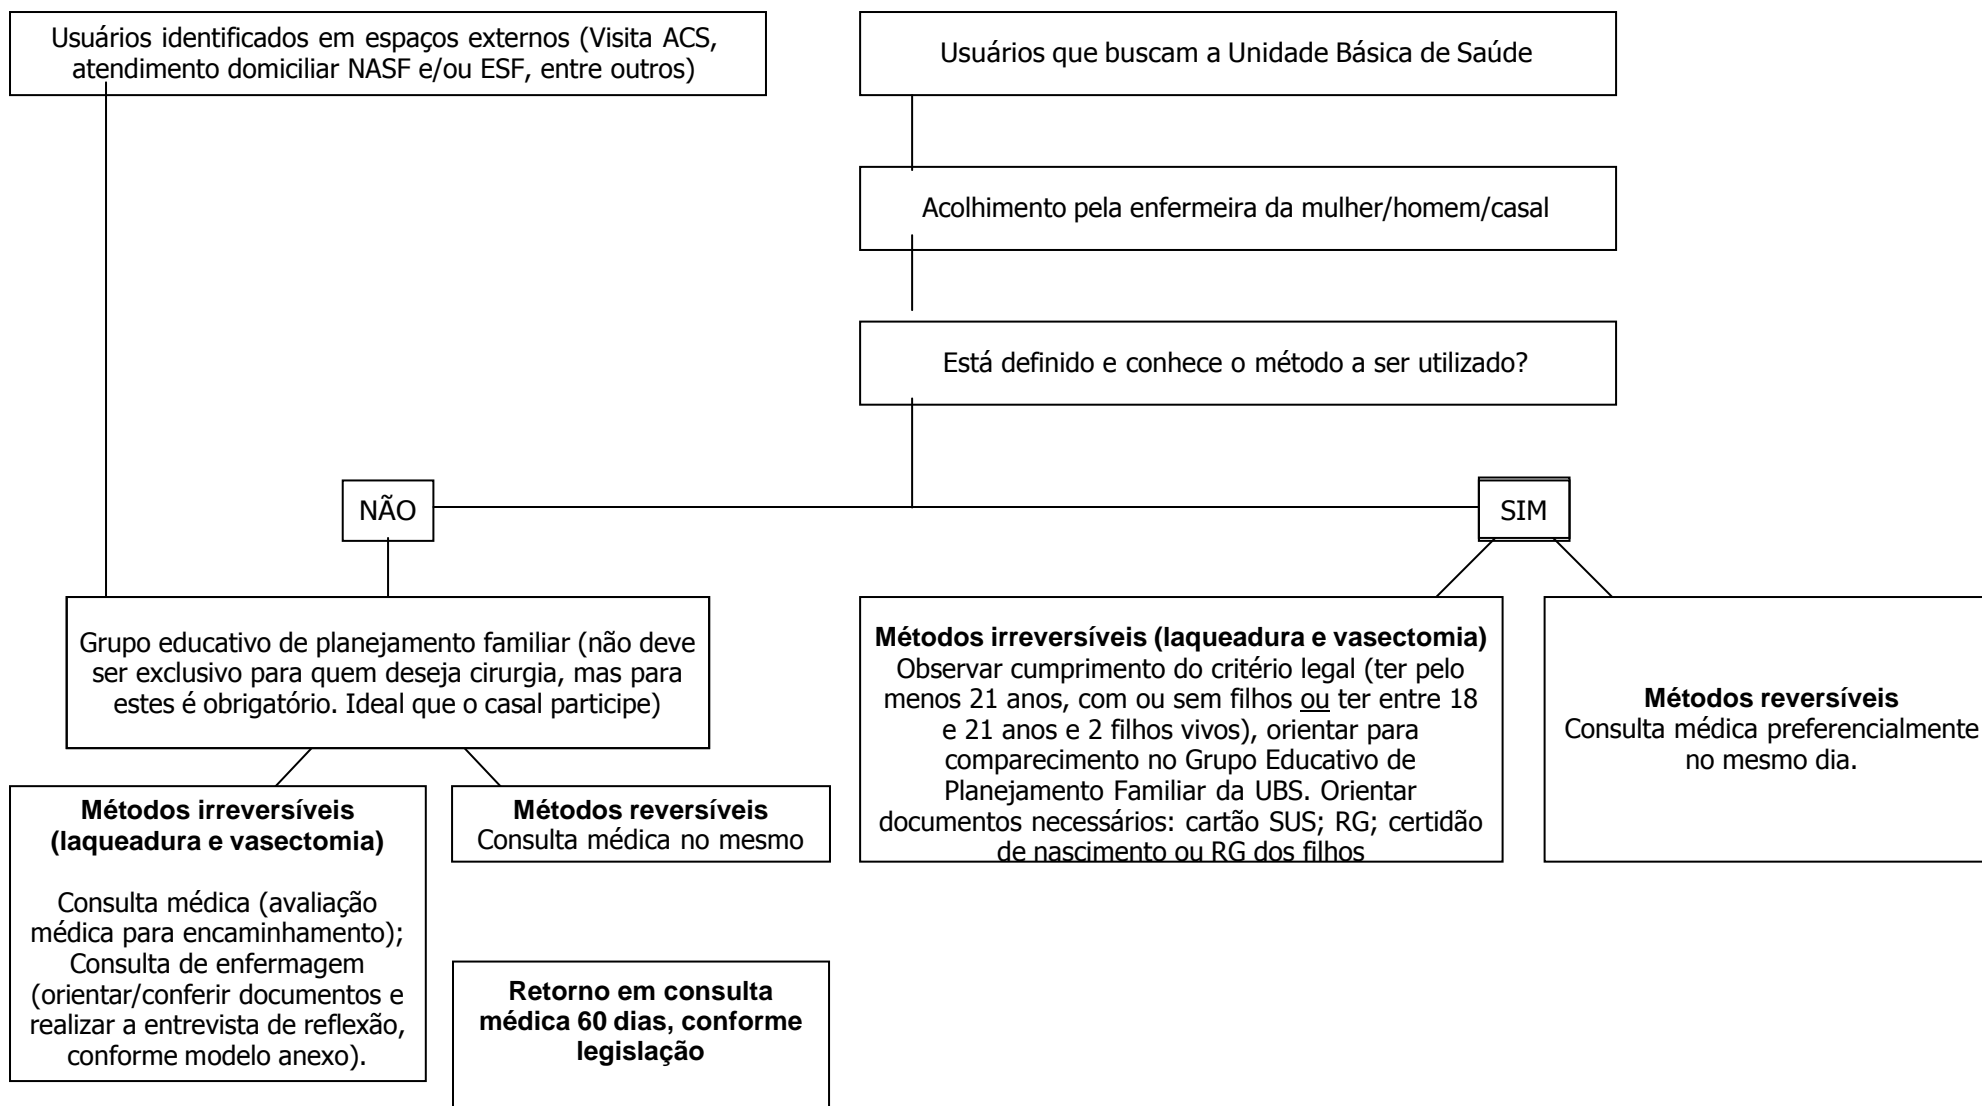 Usuários identificados em espaços externos (Visita ACS,
atendimento domiciliar NASF e/ou ESF, entre outros)
Usuários que buscam a Unidade Básica de Saúde
Acolhimento pela enfermeira da mulher/homem/casal
Está definido e conhece o método a ser utilizado?
NÃO
SIM
Grupo educativo de planejamento familiar (não deve
ser exclusivo para quem deseja cirurgia, mas para
estes é obrigatório. Ideal que o casal participe)
Métodos irreversíveis (laqueadura e vasectomia)
Observar cumprimento do critério legal (ter pelo
menos 21 anos, com ou sem filhos ou ter entre 18
e 21 anos e 2 filhos vivos), orientar para
comparecimento no Grupo Educativo de
Planejamento Familiar da UBS. Orientar
documentos necessários: cartão SUS; RG; certidão
de nascimento ou RG dos filhos
Métodos reversíveis
Consulta médica preferencialmente
no mesmo dia.
Métodos irreversíveis
(laqueadura e vasectomia)
Consulta médica (avaliação
médica para encaminhamento);
Consulta de enfermagem
(orientar/conferir documentos e
realizar a entrevista de reflexão,
conforme modelo anexo).
Métodos reversíveis
Consulta médica no mesmo
Retorno em consulta
médica 60 dias, conforme
legislação